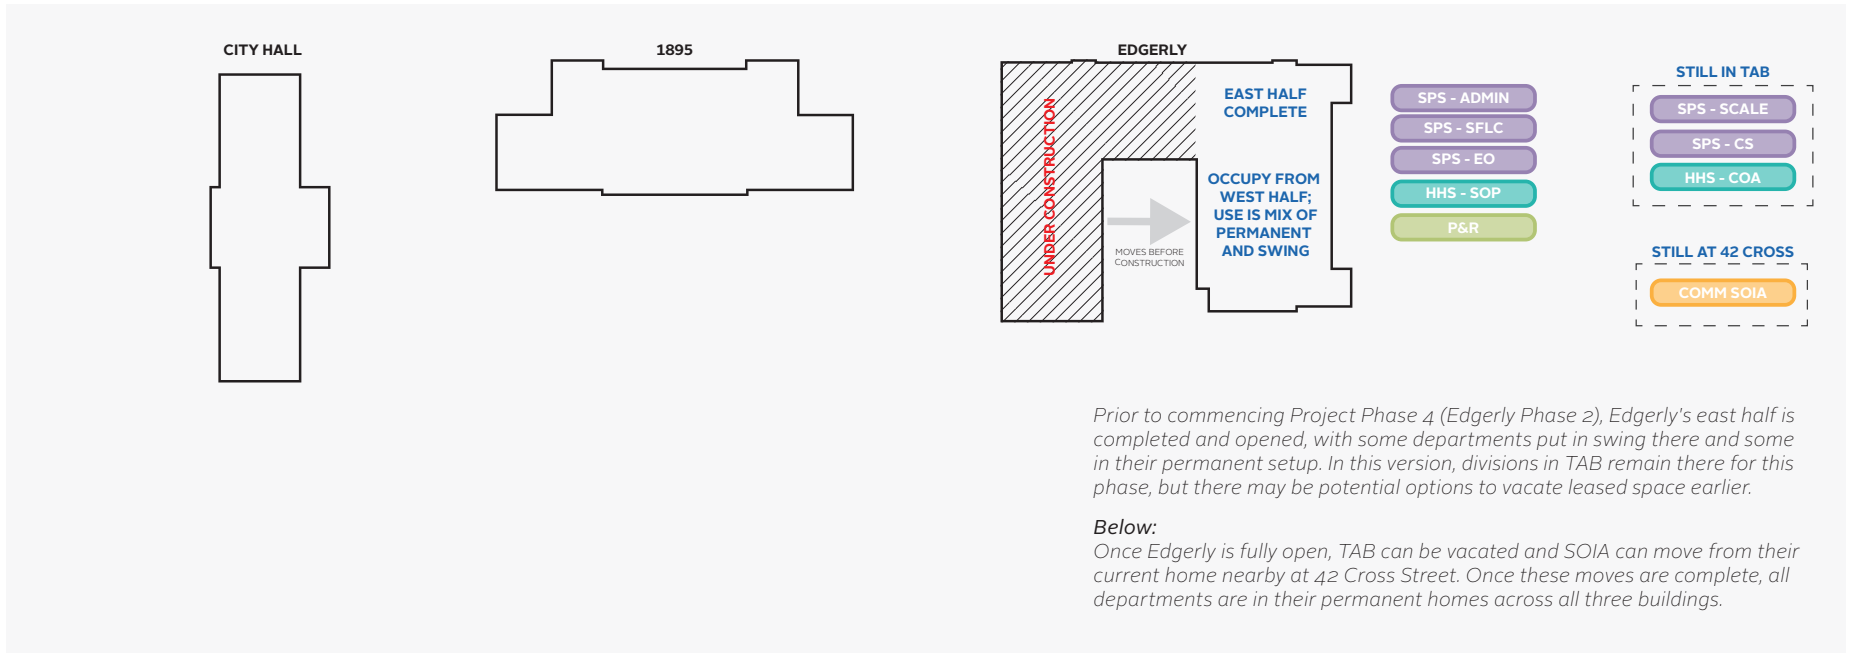 CITY HALL
1895
EDGERLY
UNDER CONSTRUCTION
EAST HALF
COMPLETE
OCCUPY FROM
WEST HALF;
USE IS MIX OF
PERMANENT
AND SWING
MOVES BEFORE
CONSTRUCTION
SPS - ADMIN
SPS - SFLC
SPS - EO
HHS - SOP
P&R
STILL IN TAB
SPS - SCALE
SPS - CS
HHS - COA
STILL AT 42 CROSS
COMM SOIA
Prior to commencing Project Phase 4 (Edgerly Phase 2), Edgerly's east half is
completed and opened, with some departments put in swing there and some
in their permanent setup. In this version, divisions in TAB remain there for this
phase, but there may be potential options to vacate leased space earlier.
Below:
Once Edgerly is fully open, TAB can be vacated and SOIA can move from their
current home nearby at 42 Cross Street. Once these moves are complete, all
departments are in their permanent homes across all three buildings.